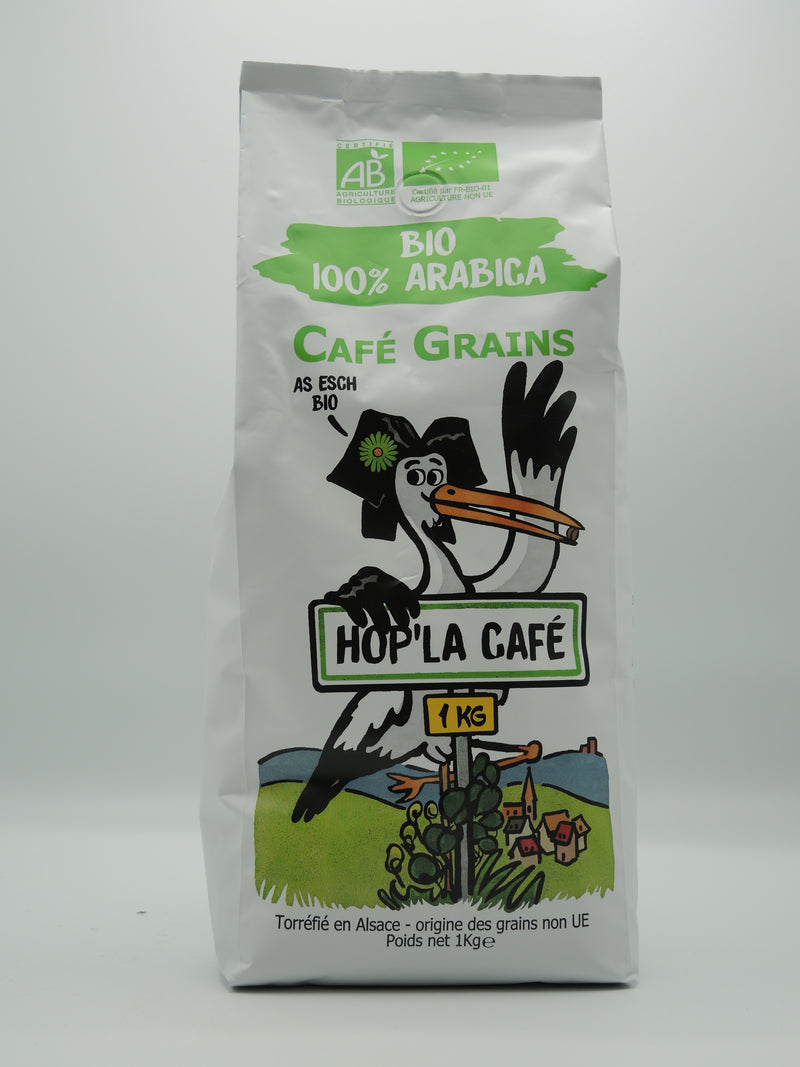 CERTIFIÉ
AB
AGRICULTURE
BIOLOGIQUE
Certifié par FR-BIO-01
AGRICULTURE NON UE
BIO
100% ARABICA
CAFÉ GRAINS
AS ESCH
BIO
HOP'LA CAFÉ
1 KG
Torréfié en Alsace - origine des grains non UE
Poids net 1Kg℮